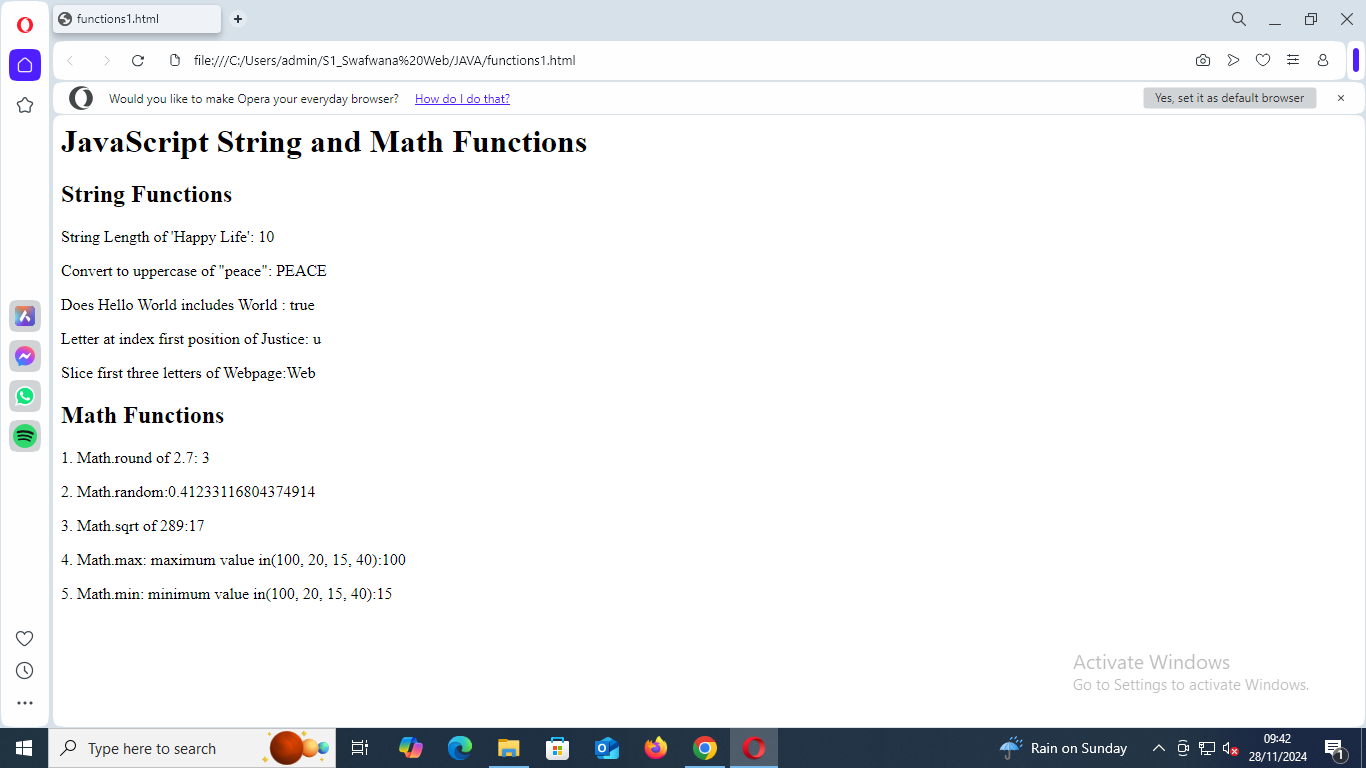 functions1.html
file:///C:/Users/admin/S1_Swafwana%20Web/JAVA/functions1.html
Would you like to make Opera your everyday browser? How do I do that? Yes, set it as default browser
JavaScript String and Math Functions
String Functions
String Length of 'Happy Life': 10
Convert to uppercase of "peace": PEACE
Does Hello World includes World : true
Letter at index first position of Justice: u
Slice first three letters of Webpage:Web
Math Functions
1. Math.round of 2.7: 3
2. Math.random:0.41233116804374914
3. Math.sqrt of 289:17
4. Math.max: maximum value in(100, 20, 15, 40):100
5. Math.min: minimum value in(100, 20, 15, 40):15
Activate Windows
Go to Settings to activate Windows.
Type here to search
Rain on Sunday
09:42
28/11/2024
1